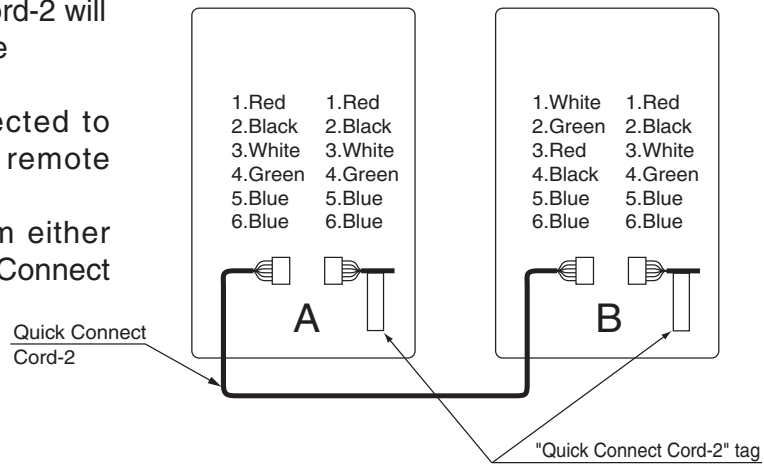 ord-2 will
e
ected to
remote
m either
Connect
1.Red 1.Red
2.Black 2.Black
3.White 3.White
4.Green 4.Green
5.Blue 5.Blue
6.Blue 6.Blue
A
1.White 1.Red
2.Green 2.Black
3.Red 3.White
4.Black 4.Green
5.Blue 5.Blue
6.Blue 6.Blue
B
Quick Connect
Cord-2
"Quick Connect Cord-2" tag